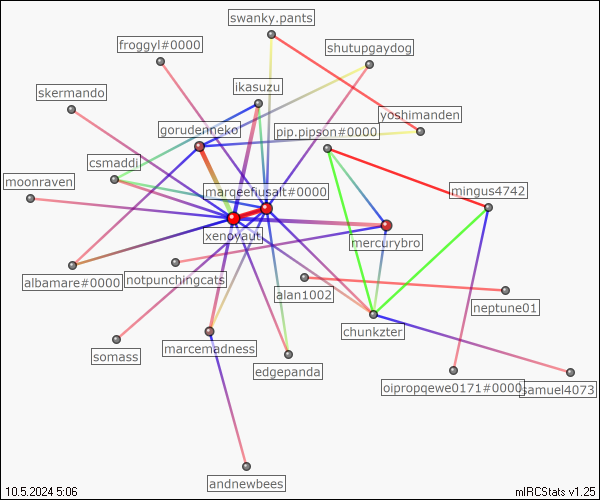 swanky.pants
froggyl#0000
shutupgaydog
ikasuzu
skermando
yoshimanden
gorudenneko
pip.pipson#0000
csmaddi
moonraven
marqeefiusalt#0000
mingus4742
xenoyauti
mercurybro
albamare#0000
notpunchingcats
alan1002
neptune01
chunkzter
somass
marcemadness
edgepanda
oipropqewe0171#0000
samuel4073
andnewbees
10.5.2024 5:06
mIRCStats v1.25